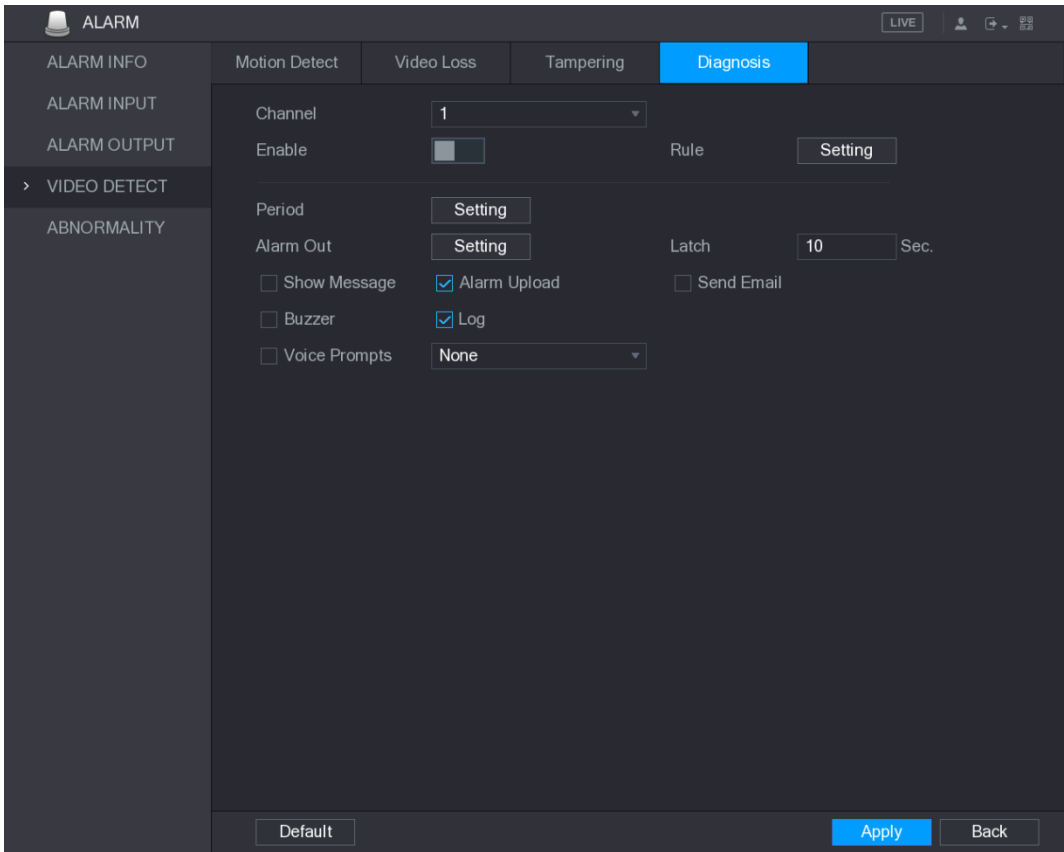 ALARM
LIVE
ALARM INFO
ALARM INPUT
ALARM OUTPUT
VIDEO DETECT
ABNORMALITY
Motion Detect Video Loss Tampering Diagnosis
Channel 1
Enable Rule Setting
Period Setting
Alarm Out Setting Latch 10 Sec.
Show Message Alarm Upload Send Email
Buzzer Log
Voice Prompts None
Default Apply Back